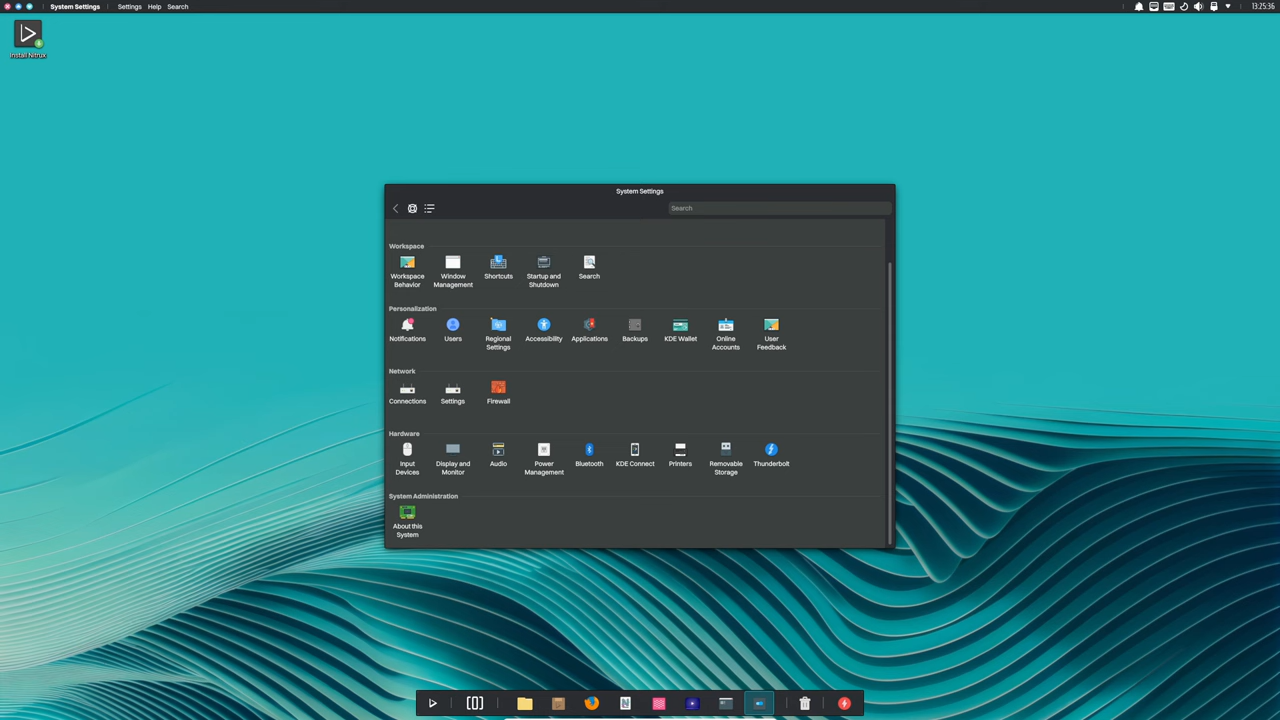 System Settings Settings Help Search 13:25:36
Install Nitrux
System Settings
Search
Workspace
Workspace Behavior
Window Management
Shortcuts
Startup and Shutdown
Search
Personalization
Notifications
Users
Regional Settings
Accessibility
Applications
Backups
KDE Wallet
Online Accounts
User Feedback
Network
Connections
Settings
Firewall
Hardware
Input Devices
Display and Monitor
Audio
Power Management
Bluetooth
KDE Connect
Printers
Removable Storage
Thunderbolt
System Administration
About this System